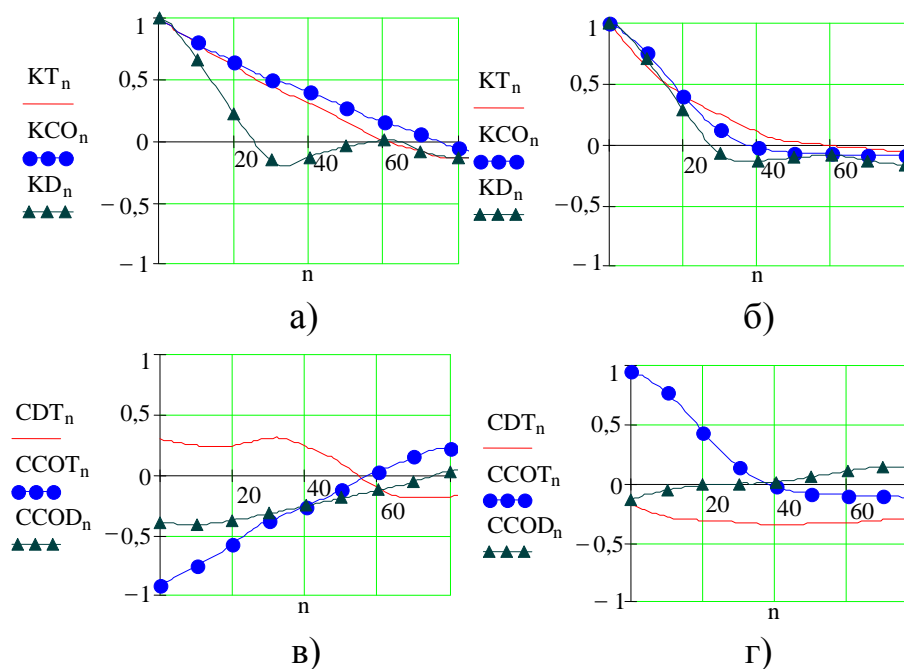 1
0,5
0
−0,5
−1
20
40
60
KT_n
KCO_n
KD_n
n
а)
1
0,5
0
−0,5
−1
20
40
60
KT_n
KCO_n
KD_n
n
б)
1
0,5
0
−0,5
−1
20
40
60
CDT_n
CCOT_n
CCOD_n
n
в)
1
0,5
0
−0,5
−1
20
40
60
CDT_n
CCOT_n
CCOD_n
n
г)